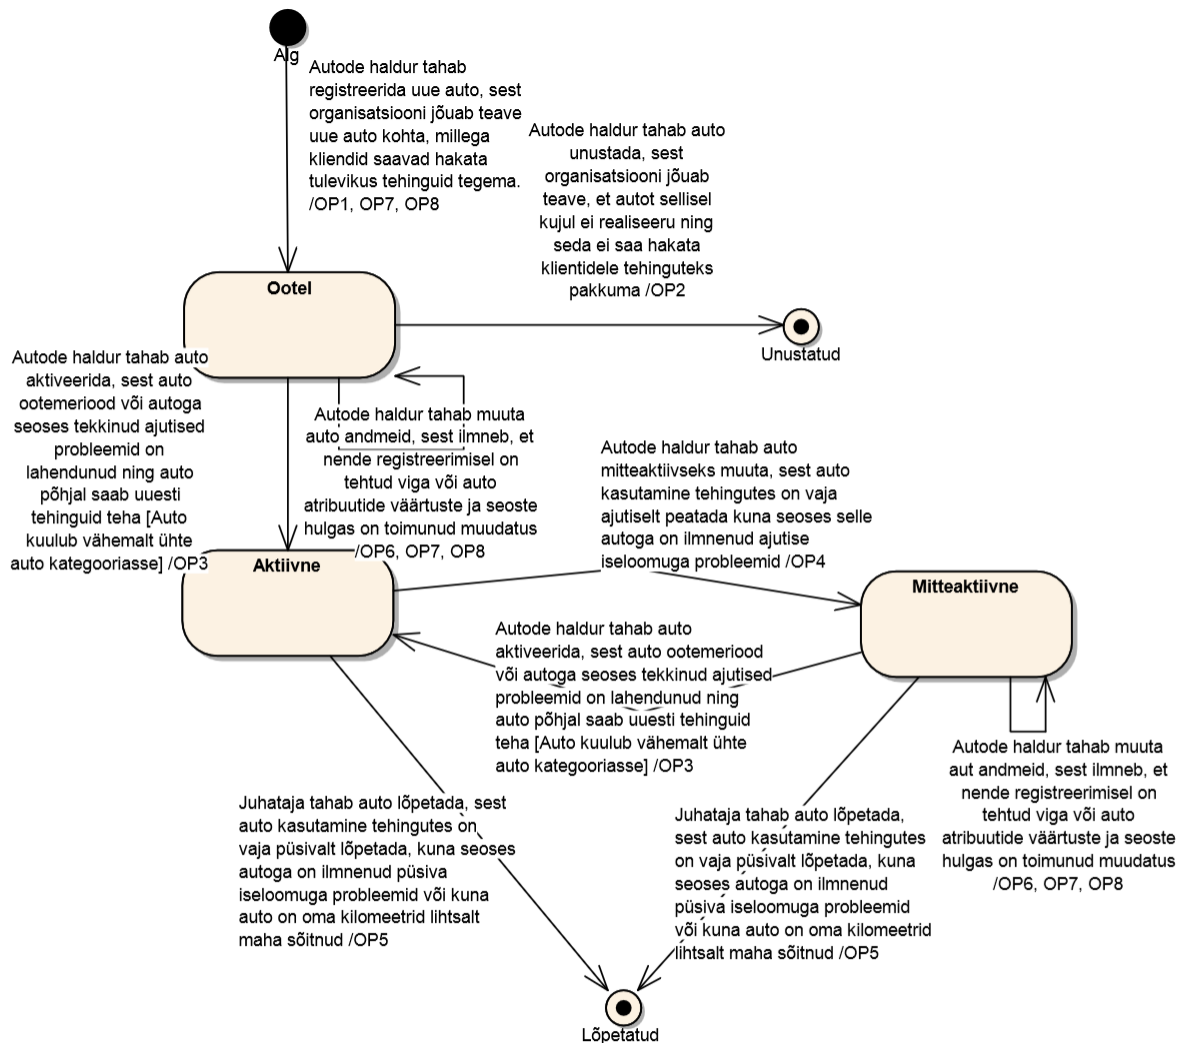 Alg
Autode haldur tahab
registreerida uue auto, sest
organisatsiooni jõuab teave
uue auto kohta, millega
kliendid saavad hakata
tulevikus tehinguid tegema.
/OP1, OP7, OP8
Autode haldur tahab auto
unustada, sest
organisatsiooni jõuab
teave, et autot sellisel
kujul ei realiseeru ning
seda ei saa hakata
klientidele tehinguteks
pakkuma /OP2
Ootel
Unustatud
Autode haldur tahab auto
aktiveerida, sest auto
ootemeriood või autoga
seoses tekkinud ajutised
probleemid on
lahendunud ning auto
põhjal saab uuesti
tehinguid teha [Auto
kuulub vähemalt ühte
auto kategooriasse] /OP3
Autode haldur tahab muuta
auto andmeid, sest ilmneb, et
nende registreerimisel on
tehtud viga või auto
atribuutide väärtuste ja seoste
hulgas on toimunud muudatus
/OP6, OP7, OP8
Autode haldur tahab auto
mitteaktiivseks muuta, sest auto
kasutamine tehingutes on vaja
ajutiselt peatada kuna seoses selle
autoga on ilmnenud ajutise
iseloomuga probleemid /OP4
Aktiivne
Mitteaktiivne
Autode haldur tahab auto
aktiveerida, sest auto ootemeriood
või autoga seoses tekkinud ajutised
probleemid on lahendunud ning
auto põhjal saab uuesti tehinguid
teha [Auto kuulub vähemalt ühte
auto kategooriasse] /OP3
Autode haldur tahab muuta
aut andmeid, sest ilmneb, et
nende registreerimisel on
tehtud viga või auto
atribuutide väärtuste ja seoste
hulgas on toimunud muudatus
/OP6, OP7, OP8
Juhataja tahab auto lõpetada, sest
auto kasutamine tehingutes on
vaja püsivalt lõpetada, kuna seoses
autoga on ilmnenud püsiva
iseloomuga probleemid või kuna
auto on oma kilomeetrid lihtsalt
maha sõitnud /OP5
Juhataja tahab auto lõpetada,
sest auto kasutamine tehingutes
on vaja püsivalt lõpetada, kuna
seoses autoga on ilmnenud
püsiva iseloomuga probleemid
või kuna auto on oma kilomeetrid
lihtsalt maha sõitnud /OP5
Lõpetatud